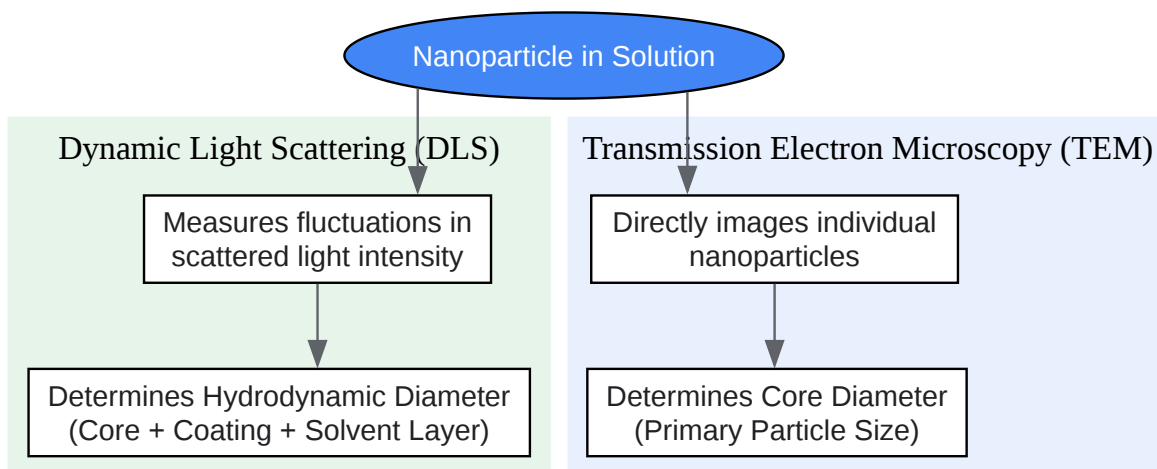 Nanoparticle in Solution
Dynamic Light Scattering (DLS)
Measures fluctuations in
scattered light intensity
Determines Hydrodynamic Diameter
(Core + Coating + Solvent Layer)
Transmission Electron Microscopy (TEM)
Directly images individual
nanoparticles
Determines Core Diameter
(Primary Particle Size)